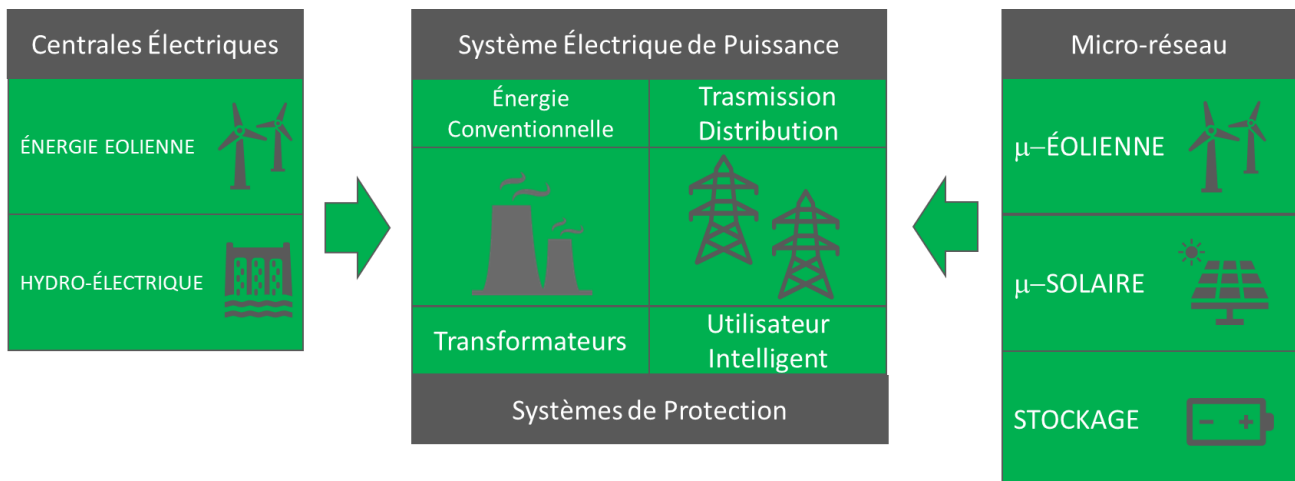 Centrales Électriques
ÉNERGIE EOLIENNE
HYDRO-ÉLECTRIQUE
Système Électrique de Puissance
Énergie
Conventionnelle
Trasmission
Distribution
Transformateurs
Utilisateur
Intelligent
Systèmes de Protection
Micro-réseau
μ−ÉOLIENNE
μ−SOLAIRE
STOCKAGE